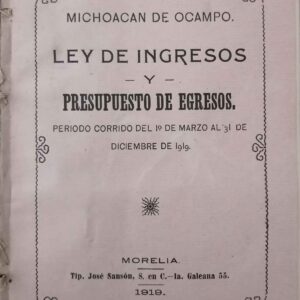 MICHOACAN DE OCAMPO.
LEY DE INGRESOS
— Y —
PRESUPUESTO DE EGRESOS.
PERIODO CORRIDO DEL 1º DE MARZO AL 31 DE
DICIEMBRE DE 1919.
MORELIA.
Tip. José Sansón, S. en C.—1a. Galeana 55.
1919.